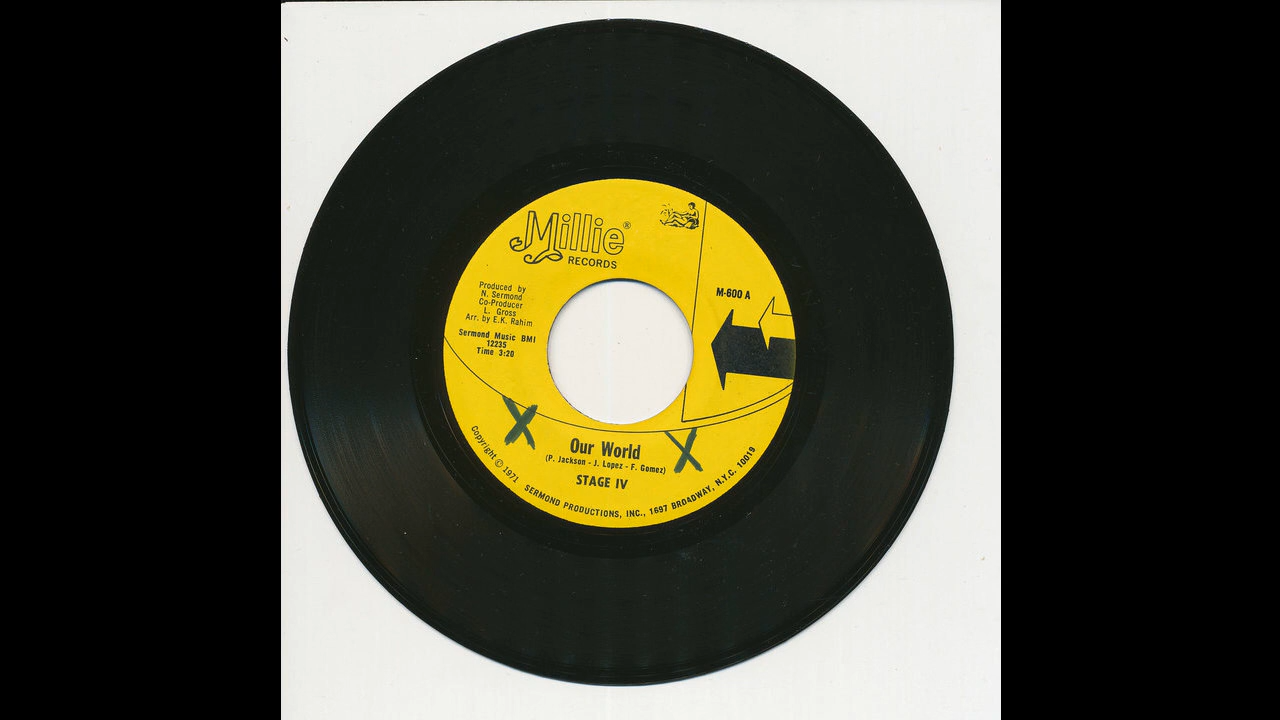 Millie®
RECORDS
M-600 A
Produced by
N. Sermond
Co-Producer
L. Gross
Arr. by E.K. Rahim
Sermond Music BMI
12235
Time 3:20
X X
Our World
(P. Jackson - J. Lopez - F. Gomez)
STAGE IV
Copyright © 1971 SERMOND PRODUCTIONS, INC., 1697 BROADWAY, N.Y.C. 10019